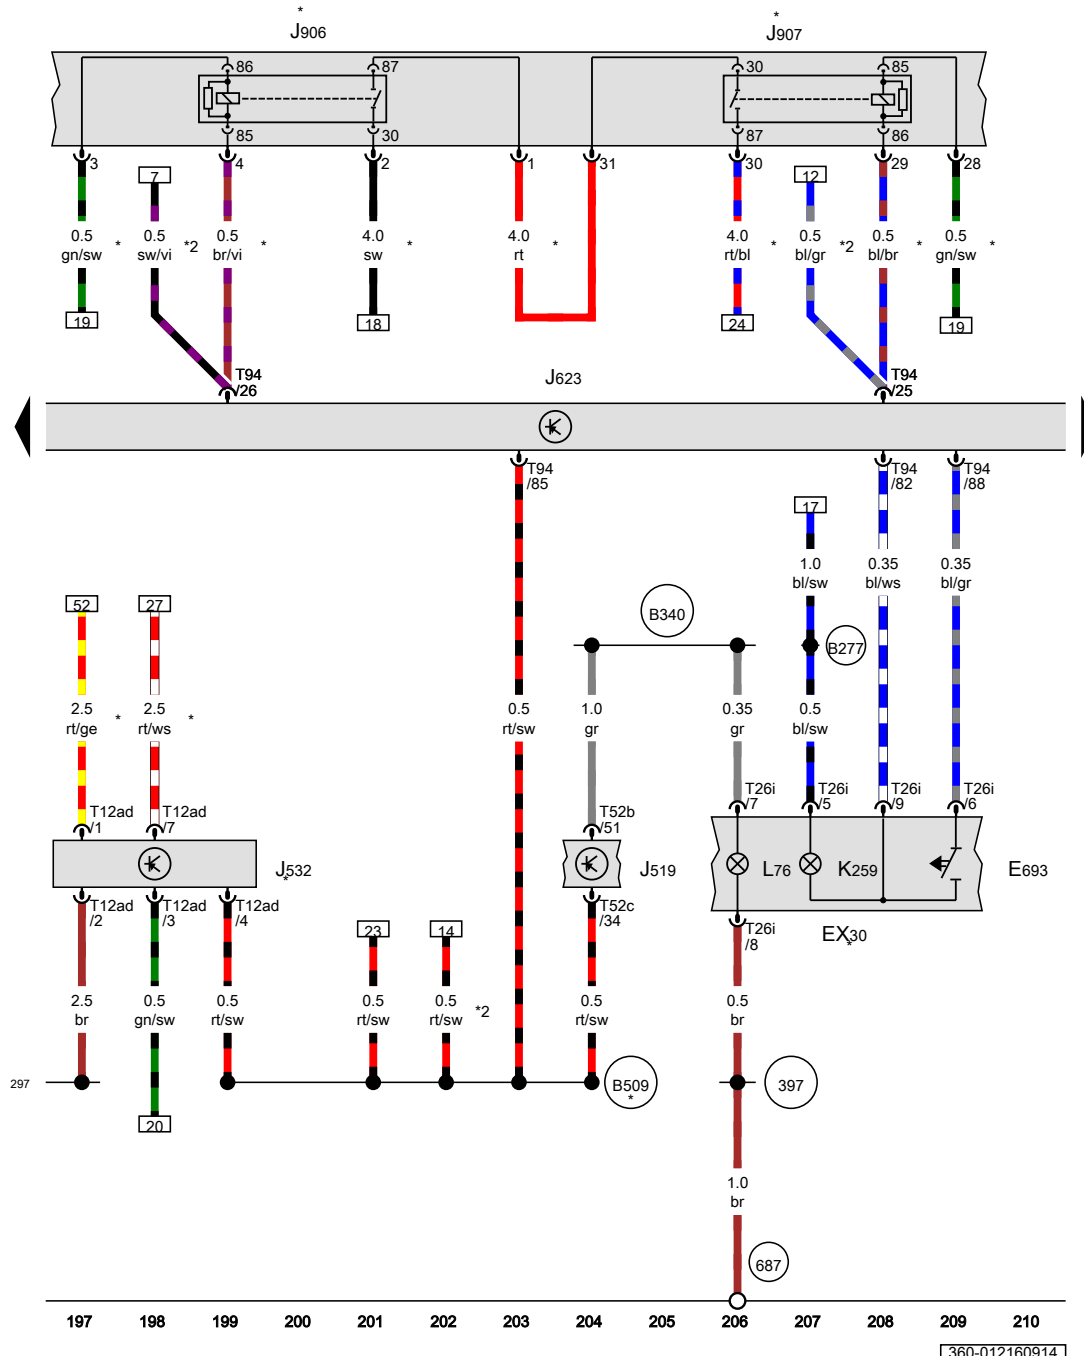 *
*
J906
J907
86
87
30
85
85
30
87
86
3
4
2
1
31
30
29
28
7
12
0.5
0.5
0.5
4.0
4.0
4.0
0.5
0.5
0.5
gn/sw
*
sw/vi
*2
br/vi
*
sw
*
rt
*
rt/bl
*
bl/gr
*2
bl/br
*
gn/sw
*
19
18
24
19
T94
/26
J623
T94
/25
T94
/85
T94
/82
T94
/88
17
1.0
bl/sw
0.35
bl/ws
0.35
bl/gr
52
27
B340
B277
2.5
rt/ge
*
2.5
rt/ws
*
0.5
rt/sw
1.0
gr
0.35
gr
0.5
bl/sw
T12ad
/1
T12ad
/7
T52b
/51
T26i
/7
T26i
/5
T26i
/9
T26i
/6
J532
*
J519
L76
K259
E693
T12ad
/2
T12ad
/3
T12ad
/4
T52c
/34
T26i
/8
EX30
*
23
14
2.5
br
0.5
gn/sw
0.5
rt/sw
0.5
rt/sw
0.5
rt/sw
*2
0.5
rt/sw
0.5
br
297
B509
*
397
20
1.0
br
687
197 198 199 200 201 202 203 204 205 206 207 208 209 210
360-012160914